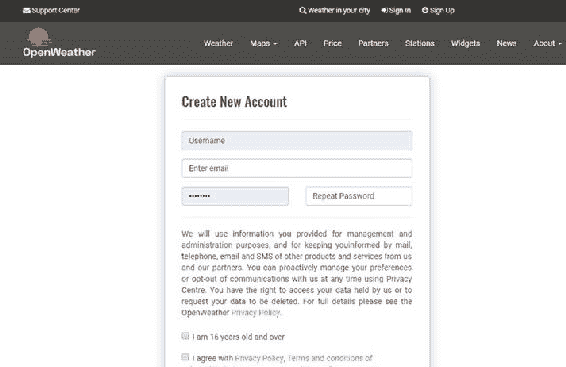 Support Center Weather in your city Sign In Sign Up
OpenWeather
Weather Maps API Price Partners Stations Widgets News About
Create New Account
Username
Enter email
•••••••• Repeat Password
We will use information you provided for management and
administration purposes, and for keeping youinformed by mail,
telephone, email and SMS of other products and services from us
and our partners. You can proactively manage your preferences
or opt-out of communications with us at any time using Privacy
Centre. You have the right to access your data held by us or to
request your data to be deleted. For full details please see the
OpenWeather Privacy Policy.
I am 16 years old and over
I agree with Privacy Policy, Terms and conditions of